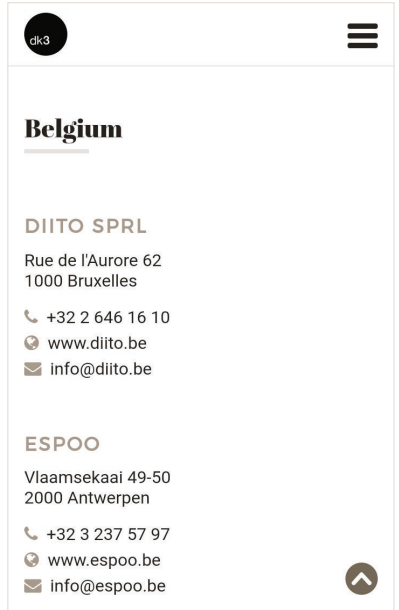 dk3
Belgium
DIITO SPRL
Rue de l'Aurore 62
1000 Bruxelles
+32 2 646 16 10
www.diito.be
info@diito.be
ESPOO
Vlaamsekaai 49-50
2000 Antwerpen
+32 3 237 57 97
www.espoo.be
info@espoo.be